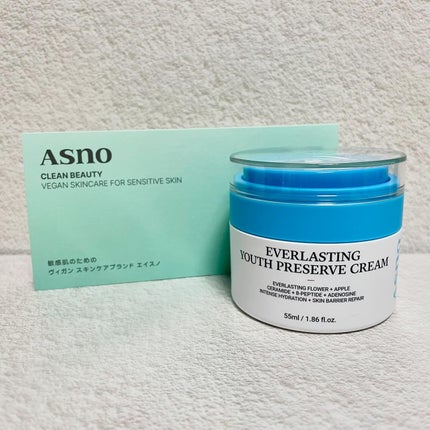 Asno
CLEAN BEAUTY
VEGAN SKINCARE FOR SENSITIVE SKIN
敏感肌のための
ヴィガン スキンケアブランド エイスノ
EVERLASTING
YOUTH PRESERVE CREAM
EVERLASTING FLOWER + APPLE
CERAMIDE + 8-PEPTIDE + ADENOSINE
INTENSE HYDRATION + SKIN BARRIER REPAIR
55ml / 1.86 fl.oz.